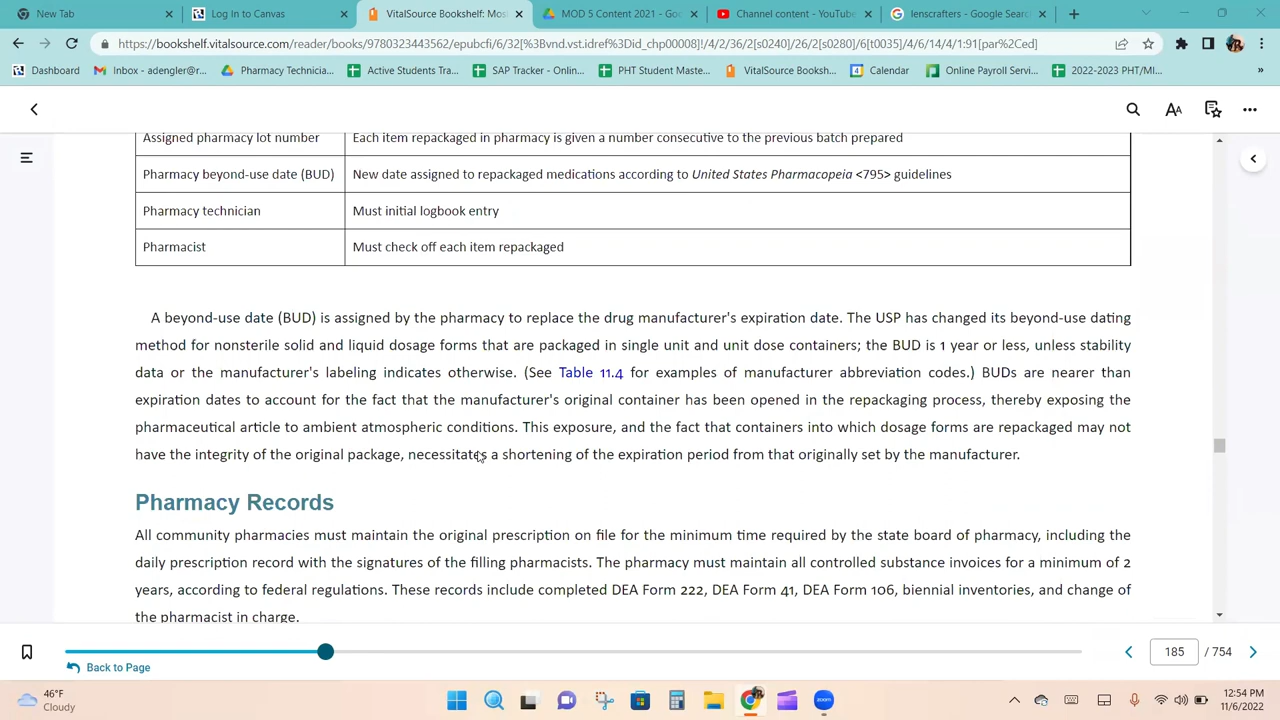 New Tab
Log in to Canvas
VitalSource Bookshelf: Mos
MOD 5 Content 2021 - Goo
Channel content - YouTube
lenscrafters - Google Searc
https://bookshelf.vitalsource.com/reader/books/9780323443562/epubcfi/6/32[%3Bvnd.vst.idref%3Did_chp00008]!/4/2/36/2[s0240]/26/2[s0280]/6[t0035]/4/6/14/4/1:91[par%2Ced]
Dashboard
Inbox - adengler@r...
Pharmacy Technicia...
Active Students Tra...
SAP Tracker - Onlin...
PHT Student Maste...
VitalSource Booksh...
Calendar
Online Payroll Servi...
2022-2023 PHT/MI...
»
Assigned pharmacy lot number
Each item repackaged in pharmacy is given a number consecutive to the previous batch prepared
Pharmacy beyond-use date (BUD)
New date assigned to repackaged medications according to United States Pharmacopeia <795> guidelines
Pharmacy technician
Must initial logbook entry
Pharmacist
Must check off each item repackaged
A beyond-use date (BUD) is assigned by the pharmacy to replace the drug manufacturer's expiration date. The USP has changed its beyond-use dating
method for nonsterile solid and liquid dosage forms that are packaged in single unit and unit dose containers; the BUD is 1 year or less, unless stability
data or the manufacturer's labeling indicates otherwise. (See Table 11.4 for examples of manufacturer abbreviation codes.) BUDs are nearer than
expiration dates to account for the fact that the manufacturer's original container has been opened in the repackaging process, thereby exposing the
pharmaceutical article to ambient atmospheric conditions. This exposure, and the fact that containers into which dosage forms are repackaged may not
have the integrity of the original package, necessitates a shortening of the expiration period from that originally set by the manufacturer.
Pharmacy Records
All community pharmacies must maintain the original prescription on file for the minimum time required by the state board of pharmacy, including the
daily prescription record with the signatures of the filling pharmacists. The pharmacy must maintain all controlled substance invoices for a minimum of 2
years, according to federal regulations. These records include completed DEA Form 222, DEA Form 41, DEA Form 106, biennial inventories, and change of
the pharmacist in charge.
185 / 754
Back to Page
46°F
Cloudy
zoom
12:54 PM
11/6/2022